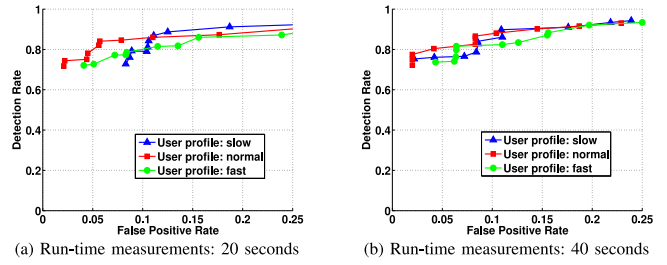 Detection Rate
1
0.8
0.6
0.4
0.2
0
User profile: slow
User profile: normal
User profile: fast
0 0.05 0.1 0.15 0.2 0.25
False Positive Rate
(a) Run-time measurements: 20 seconds
Detection Rate
1
0.8
0.6
0.4
0.2
0
User profile: slow
User profile: normal
User profile: fast
0 0.05 0.1 0.15 0.2 0.25
False Positive Rate
(b) Run-time measurements: 40 seconds